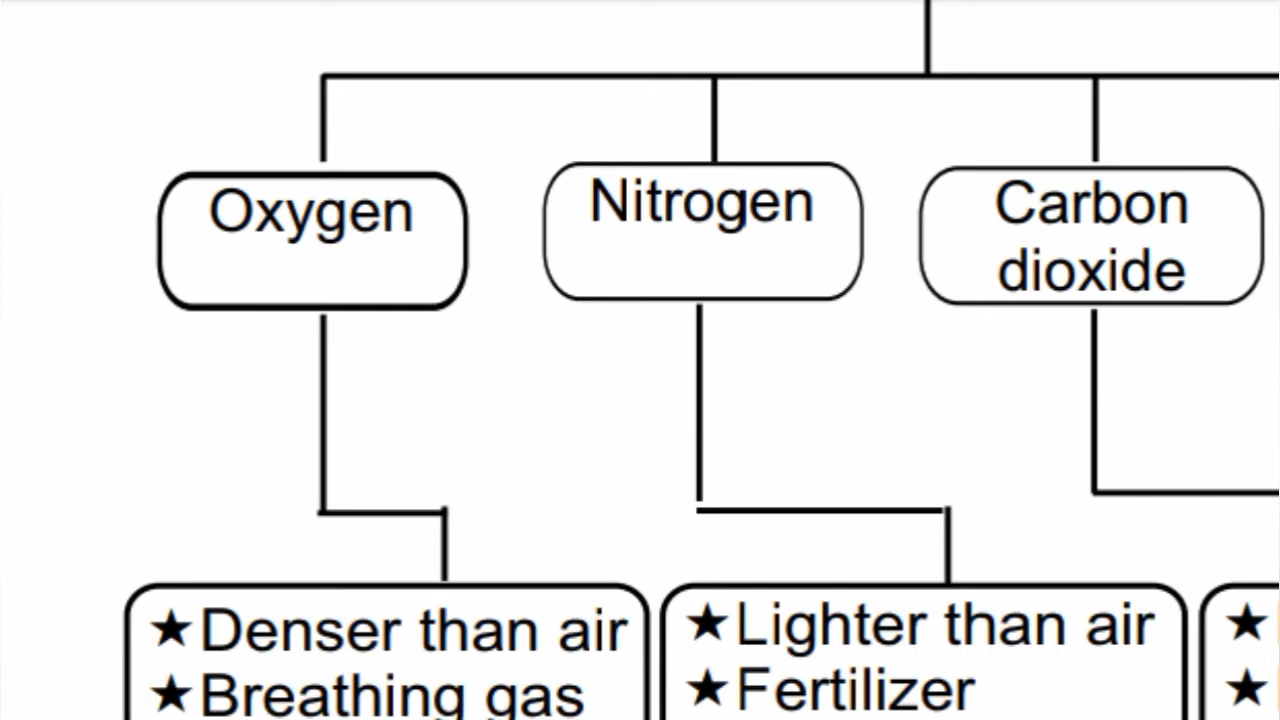 Oxygen
Nitrogen
Carbon
dioxide
★Denser than air
★Breathing gas
★Lighter than air
★Fertilizer
★
★